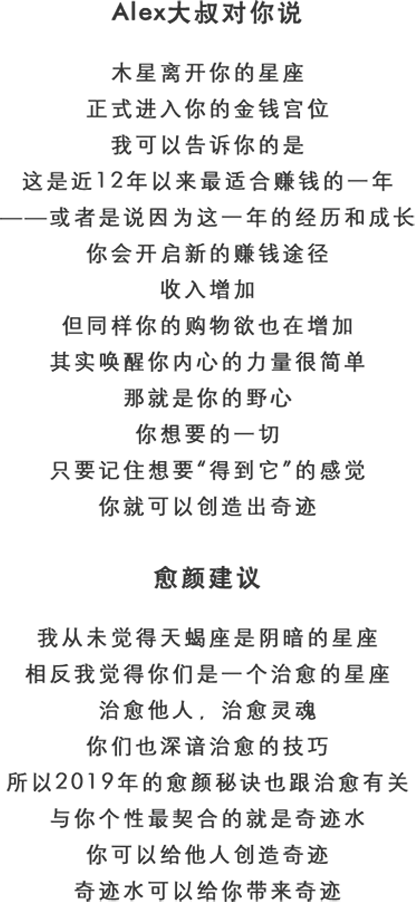 Alex大叔对你说
木星离开你的星座
正式进入你的金钱宫位
我可以告诉你的是
这是近12年以来最适合赚钱的一年
——或者是说因为这一年的经历和成长
你会开启新的赚钱途径
收入增加
但同样你的购物欲也在增加
其实唤醒你内心的力量很简单
那就是你的野心
你想要的一切
只要记住想要“得到它”的感觉
你就可以创造出奇迹
愈颜建议
我从未觉得天蝎座是阴暗的星座
相反我觉得你们是一个治愈的星座
治愈他人，治愈灵魂
你们也深谙治愈的技巧
所以2019年的愈颜秘诀也跟治愈有关
与你个性最契合的就是奇迹水
你可以给他人创造奇迹
奇迹水可以给你带来奇迹